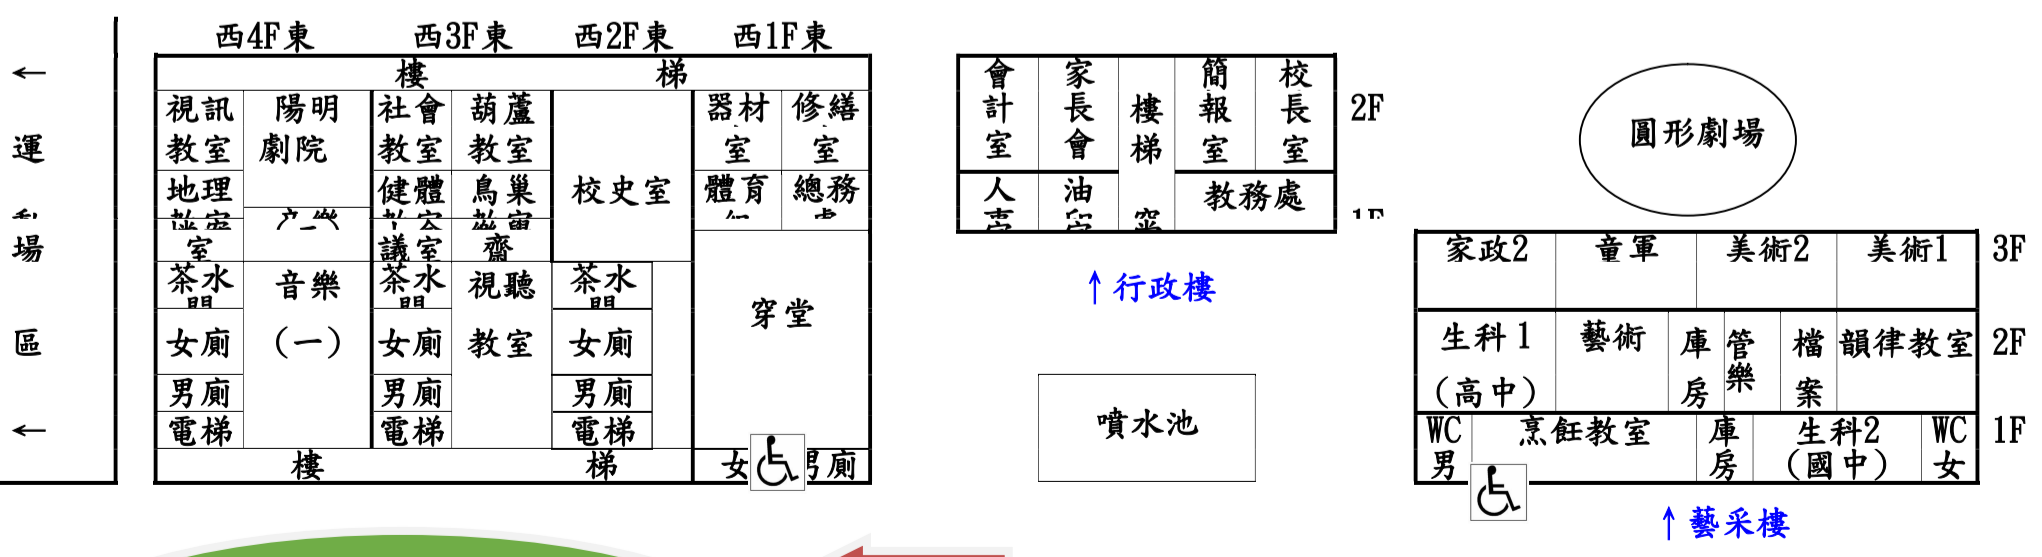 西4F東 西3F東 西2F東 西1F東
←
運
場
區
←
樓 梯
視訊 陽明 社會 葫蘆 器材 修繕
教室 劇院 教室 教室 室 室
地理 健體 鳥巢 校史室 體育 總務
室 議室 齋
茶水 音樂 茶水 視聽 茶水
女廁 (一) 女廁 教室 女廁
穿堂
男廁 男廁 男廁
電梯 電梯 電梯
樓 梯 女 男廁
會計室 家長會 樓梯 簡報室 校長室 2F
教務處 1F
↑行政樓
噴水池
圓形劇場
家政2 童軍 美術2 美術1 3F
生科1 藝術 庫房 管樂 檔案 韻律教室 2F
(高中)
WC男 烹飪教室 庫房 生科2 WC女 1F
(國中)
↑藝采樓